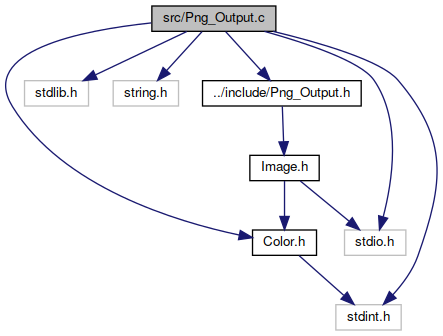 src/Png_Output.c
stdlib.h
string.h
../include/Png_Output.h
Image.h
Color.h
stdio.h
stdint.h